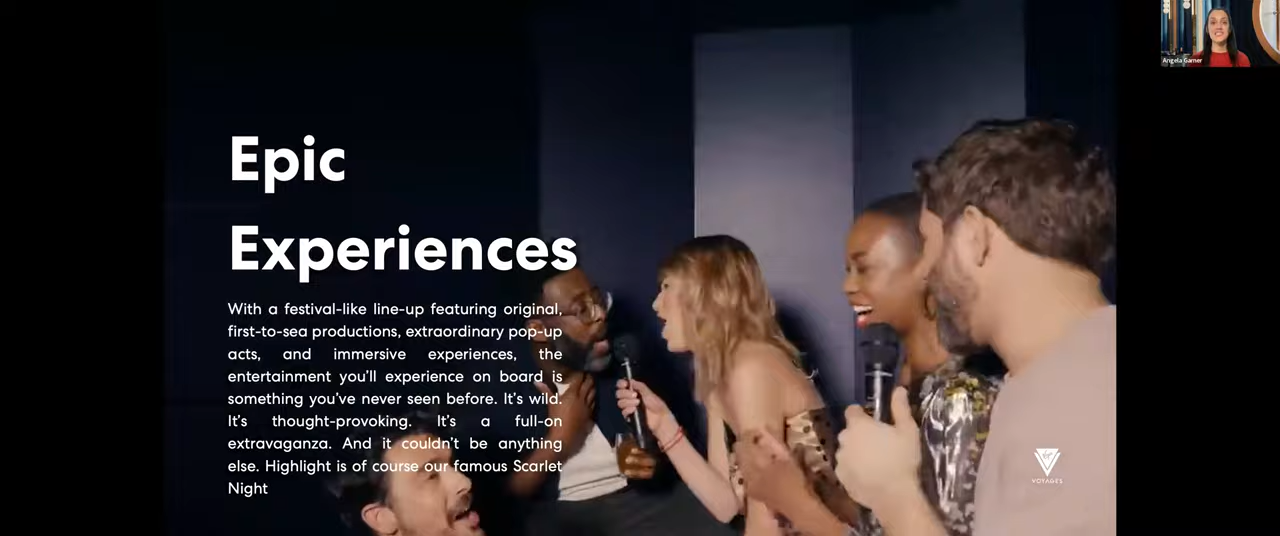 Angela Garner
Epic
Experiences
With a festival-like line-up featuring original,
first-to-sea productions, extraordinary pop-up
acts, and immersive experiences, the
entertainment you'll experience on board is
something you've never seen before. It's wild.
It's thought-provoking. It's a full-on
extravaganza. And it couldn't be anything
else. Highlight is of course our famous Scarlet
Night
VOYAGES